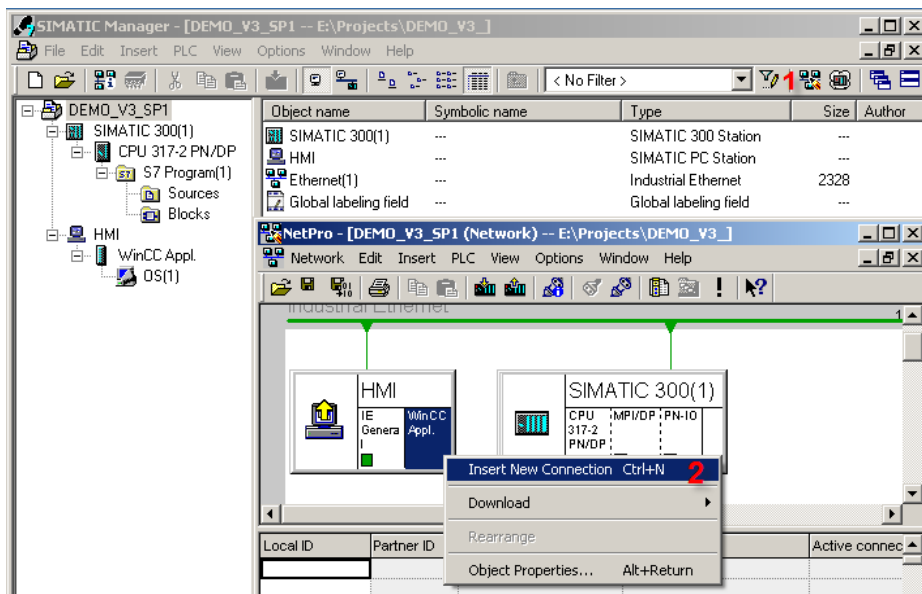 SIMATIC Manager - [DEMO_V3_SP1 -- E:\Projects\DEMO_V3_]
File Edit Insert PLC View Options Window Help
< No Filter > 1
DEMO_V3_SP1
SIMATIC 300(1)
CPU 317-2 PN/DP
S7 Program(1)
Sources
Blocks
HMI
WinCC Appl.
OS(1)
Object name Symbolic name Type Size Author
SIMATIC 300(1) --- SIMATIC 300 Station ---
HMI --- SIMATIC PC Station ---
Ethernet(1) --- Industrial Ethernet 2328
Global labeling field --- Global labeling field ---
NetPro - [DEMO_V3_SP1 (Network) -- E:\Projects\DEMO_V3_]
Network Edit Insert PLC View Options Window Help
Industrial Ethernet
1
HMI
IE
Genera
l
WinCC
Appl.
SIMATIC 300(1)
CPU
317-2
PN/DP
MPI/DP
PN-IO
Insert New Connection Ctrl+N 2
Download
Rearrange
Object Properties... Alt+Return
Local ID Partner ID Active connec